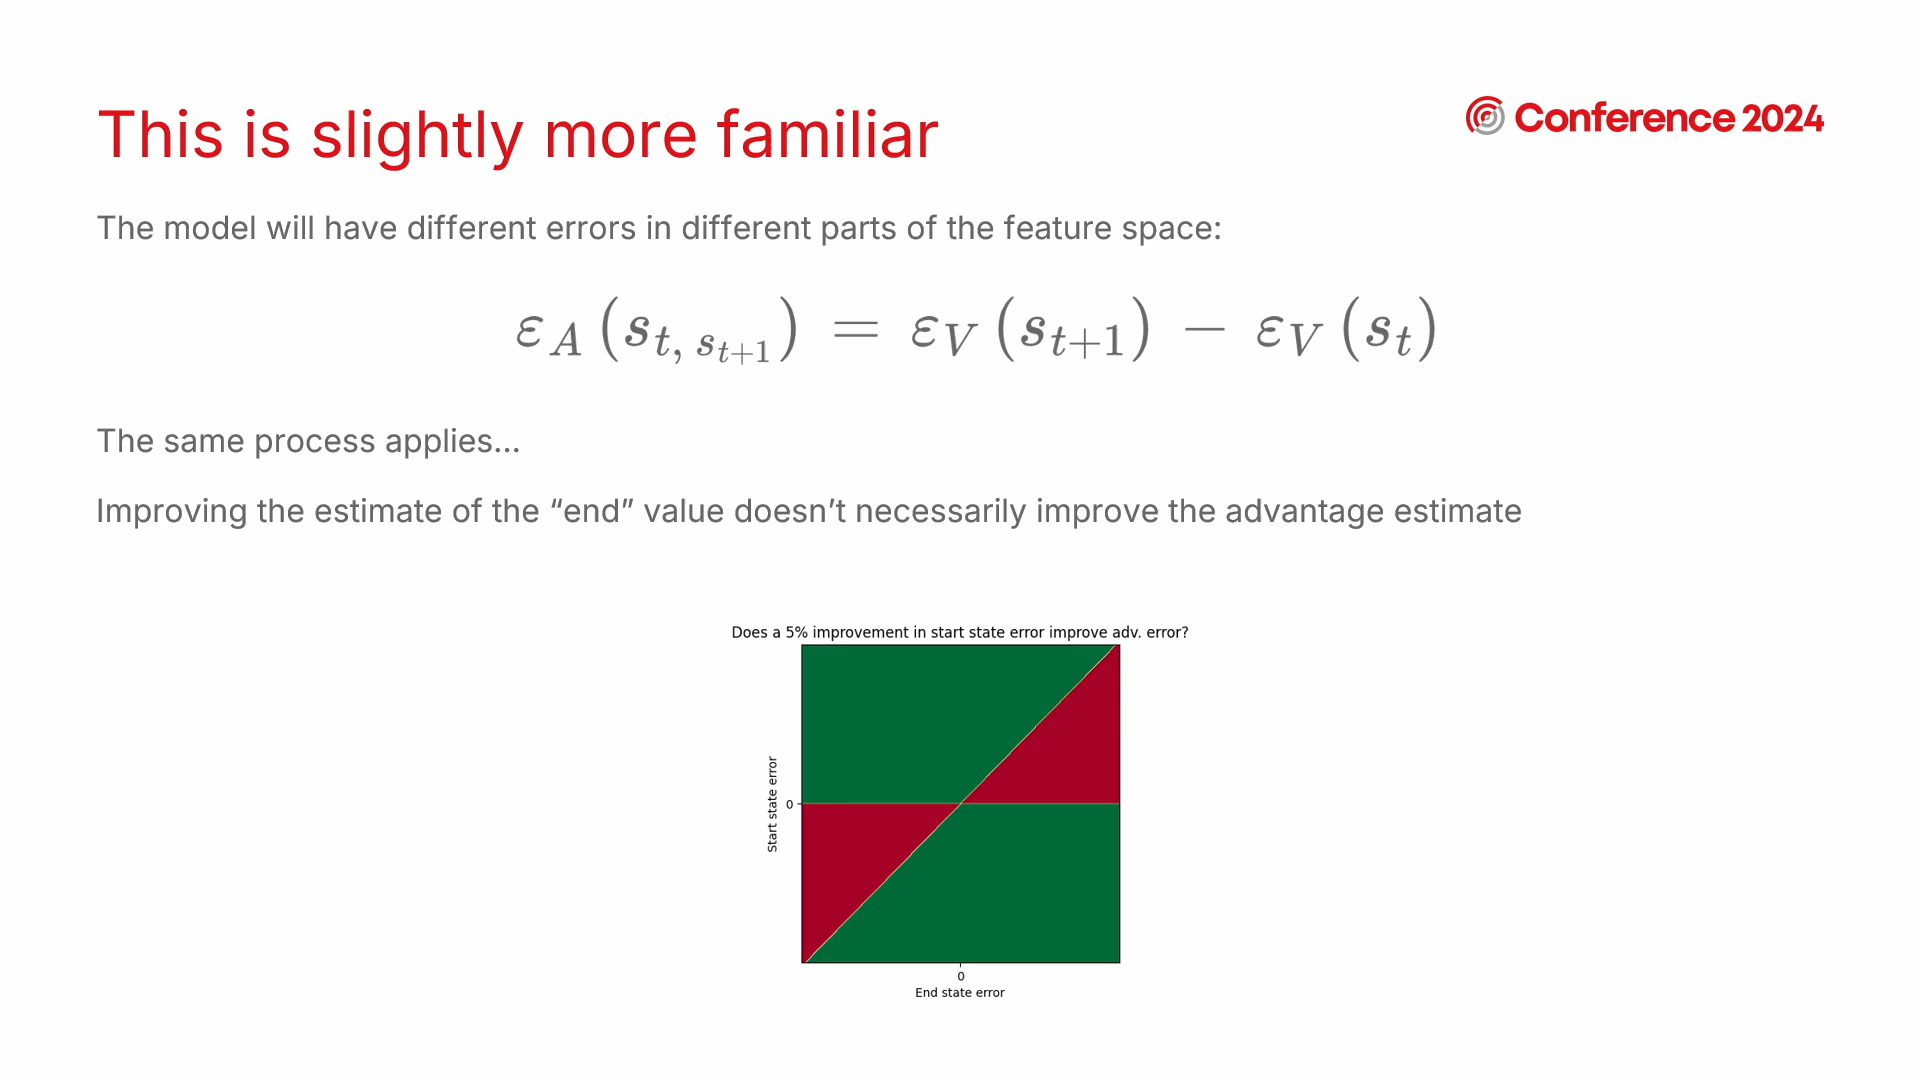 This is slightly more familiar
Conference 2024
The model will have different errors in different parts of the feature space:
ε_A (s_{t, s_{t+1}}) = ε_V (s_{t+1}) − ε_V (s_t)
The same process applies...
Improving the estimate of the “end” value doesn’t necessarily improve the advantage estimate
Does a 5% improvement in start state error improve adv. error?
Start state error
0
0
End state error